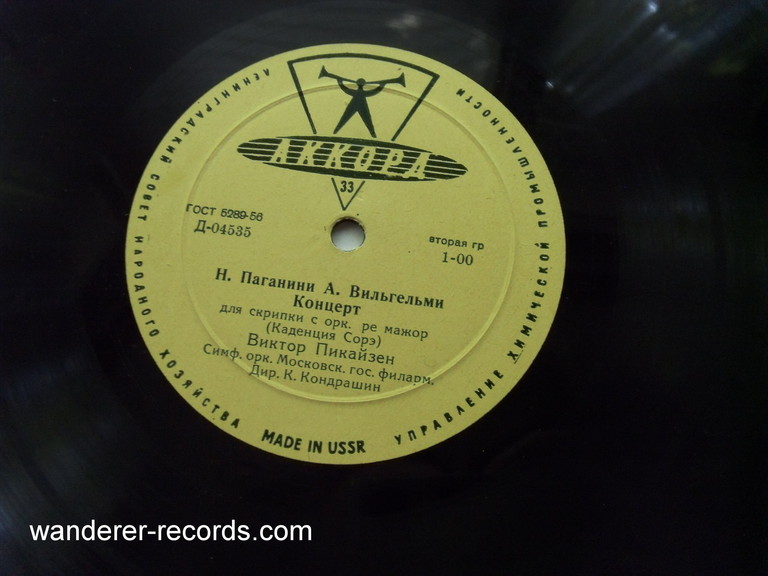 ЛЕНИНГРАДСКИЙ СОВЕТ НАРОДНОГО ХОЗЯЙСТВА
УПРАВЛЕНИЕ ХИМИЧЕСКОЙ ПРОМЫШЛЕННОСТИ
АККОРД
33
ГОСТ 5289-56
Д-04535
вторая гр
1-00
Н. Паганини А. Вильгельми
Концерт
для скрипки с орк. ре мажор
(Каденция Сорэ)
Виктор Пикайзен
Симф. орк. Московск. гос. филарм.
Дир. К. Кондрашин
MADE IN USSR
wanderer-records.com